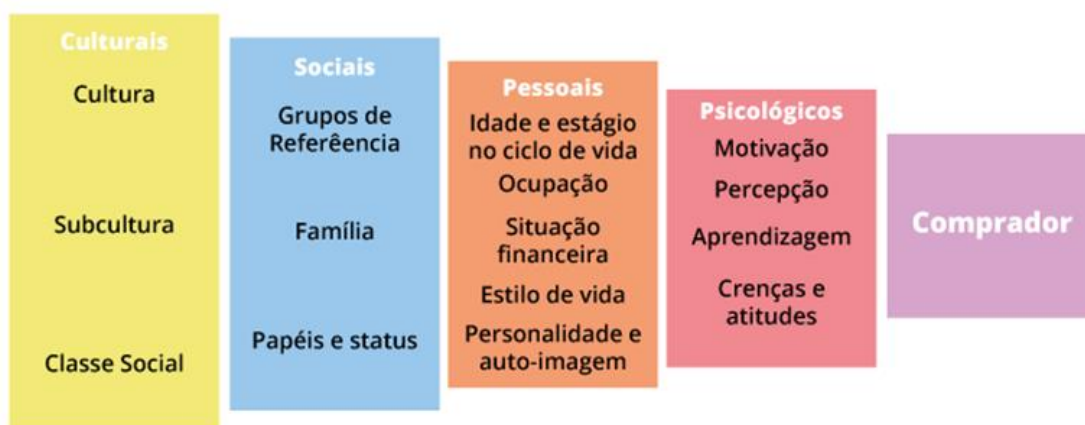 Culturais
Cultura
Subcultura
Classe Social
Sociais
Grupos de
Referêencia
Família
Papéis e status
Pessoais
Idade e estágio
no ciclo de vida
Ocupação
Situação
financeira
Estilo de vida
Personalidade e
auto-imagem
Psicológicos
Motivação
Percepção
Aprendizagem
Crenças e
atitudes
Comprador